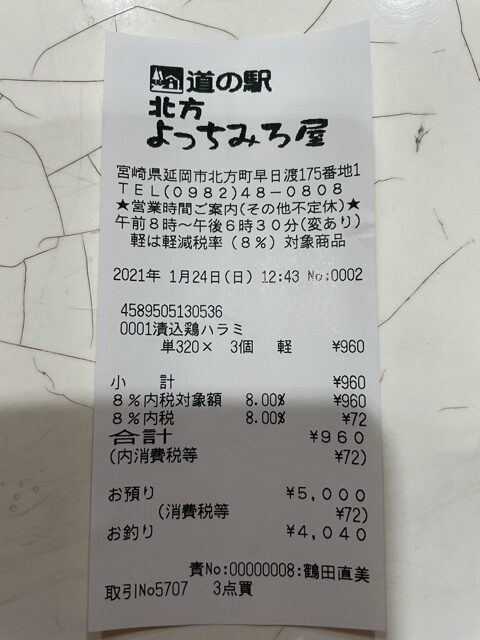 道の駅
北方
よっちみろ屋
宮崎県延岡市北方町早日渡175番地1
TEL(0982)48-0808
★営業時間ご案内(その他不定休)★
午前8時~午後6時30分(変あり)
軽は軽減税率(8%)対象商品
2021年 1月24日(日) 12:43 No:0002
4589505130536
0001漬込鶏ハラミ
単320× 3個 軽 ¥960
小 計 ¥960
8%内税対象額 8.00% ¥960
8%内税 8.00% ¥72
合計 ¥960
(内消費税等 ¥72)
お預り ¥5,000
(消費税等 ¥72)
お釣り ¥4,040
責No:00000008:鶴田直美
取引No5707 3点買